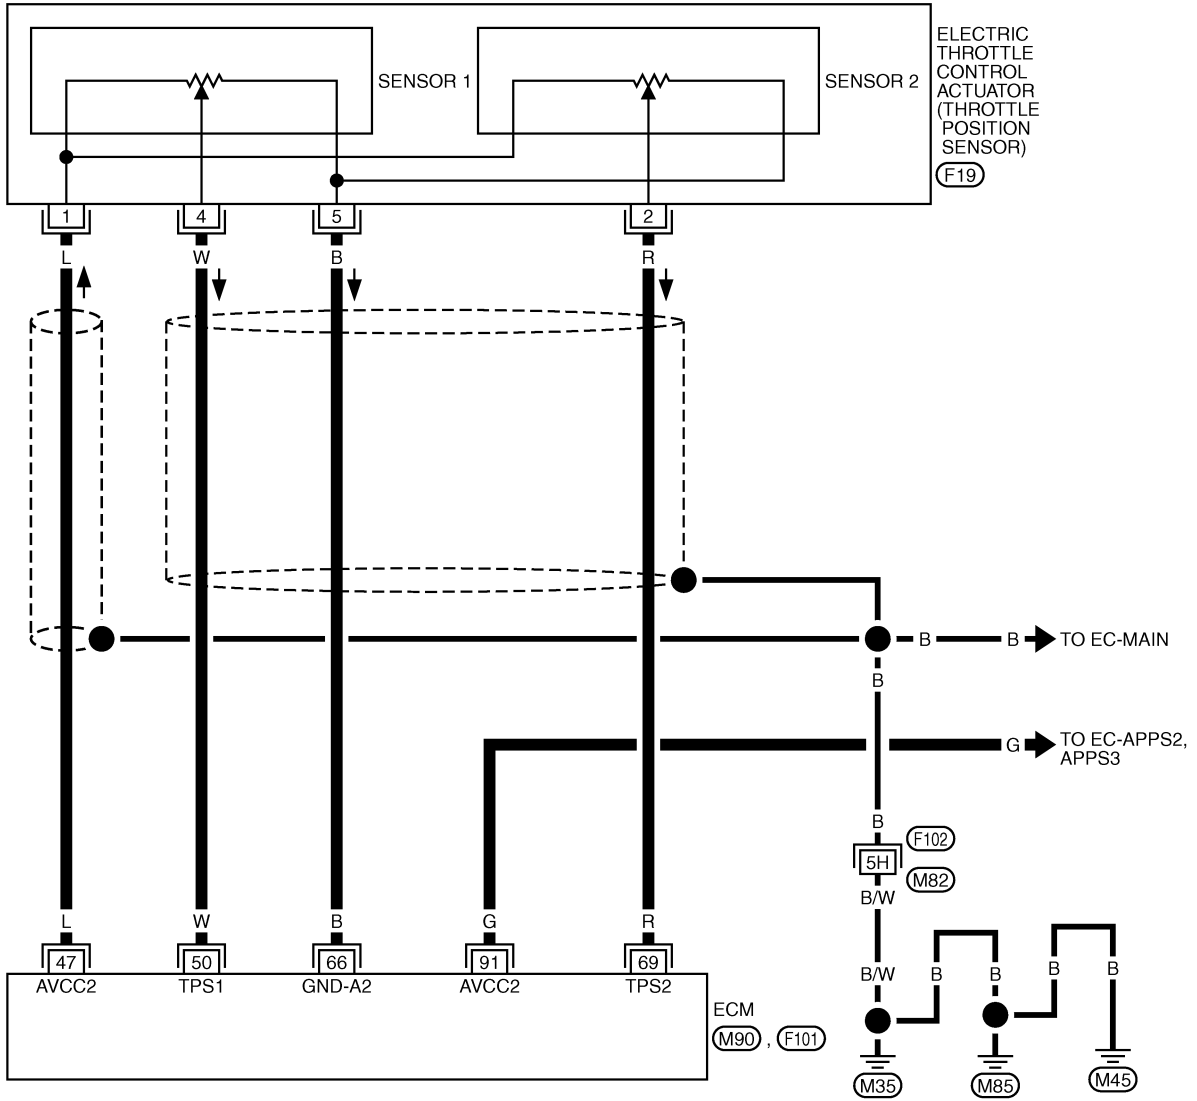 ELECTRIC
THROTTLE
CONTROL
ACTUATOR
(THROTTLE
POSITION
SENSOR)
F19
SENSOR 1
SENSOR 2
1
4
5
2
L
W
B
R
B
B
TO EC-MAIN
B
G
TO EC-APPS2,
APPS3
B
F102
5H
M82
B/W
L
W
B
G
R
47
50
66
91
69
AVCC2
TPS1
GND-A2
AVCC2
TPS2
B/W
B
B
B
B
ECM
M90 , F101
M35
M85
M45